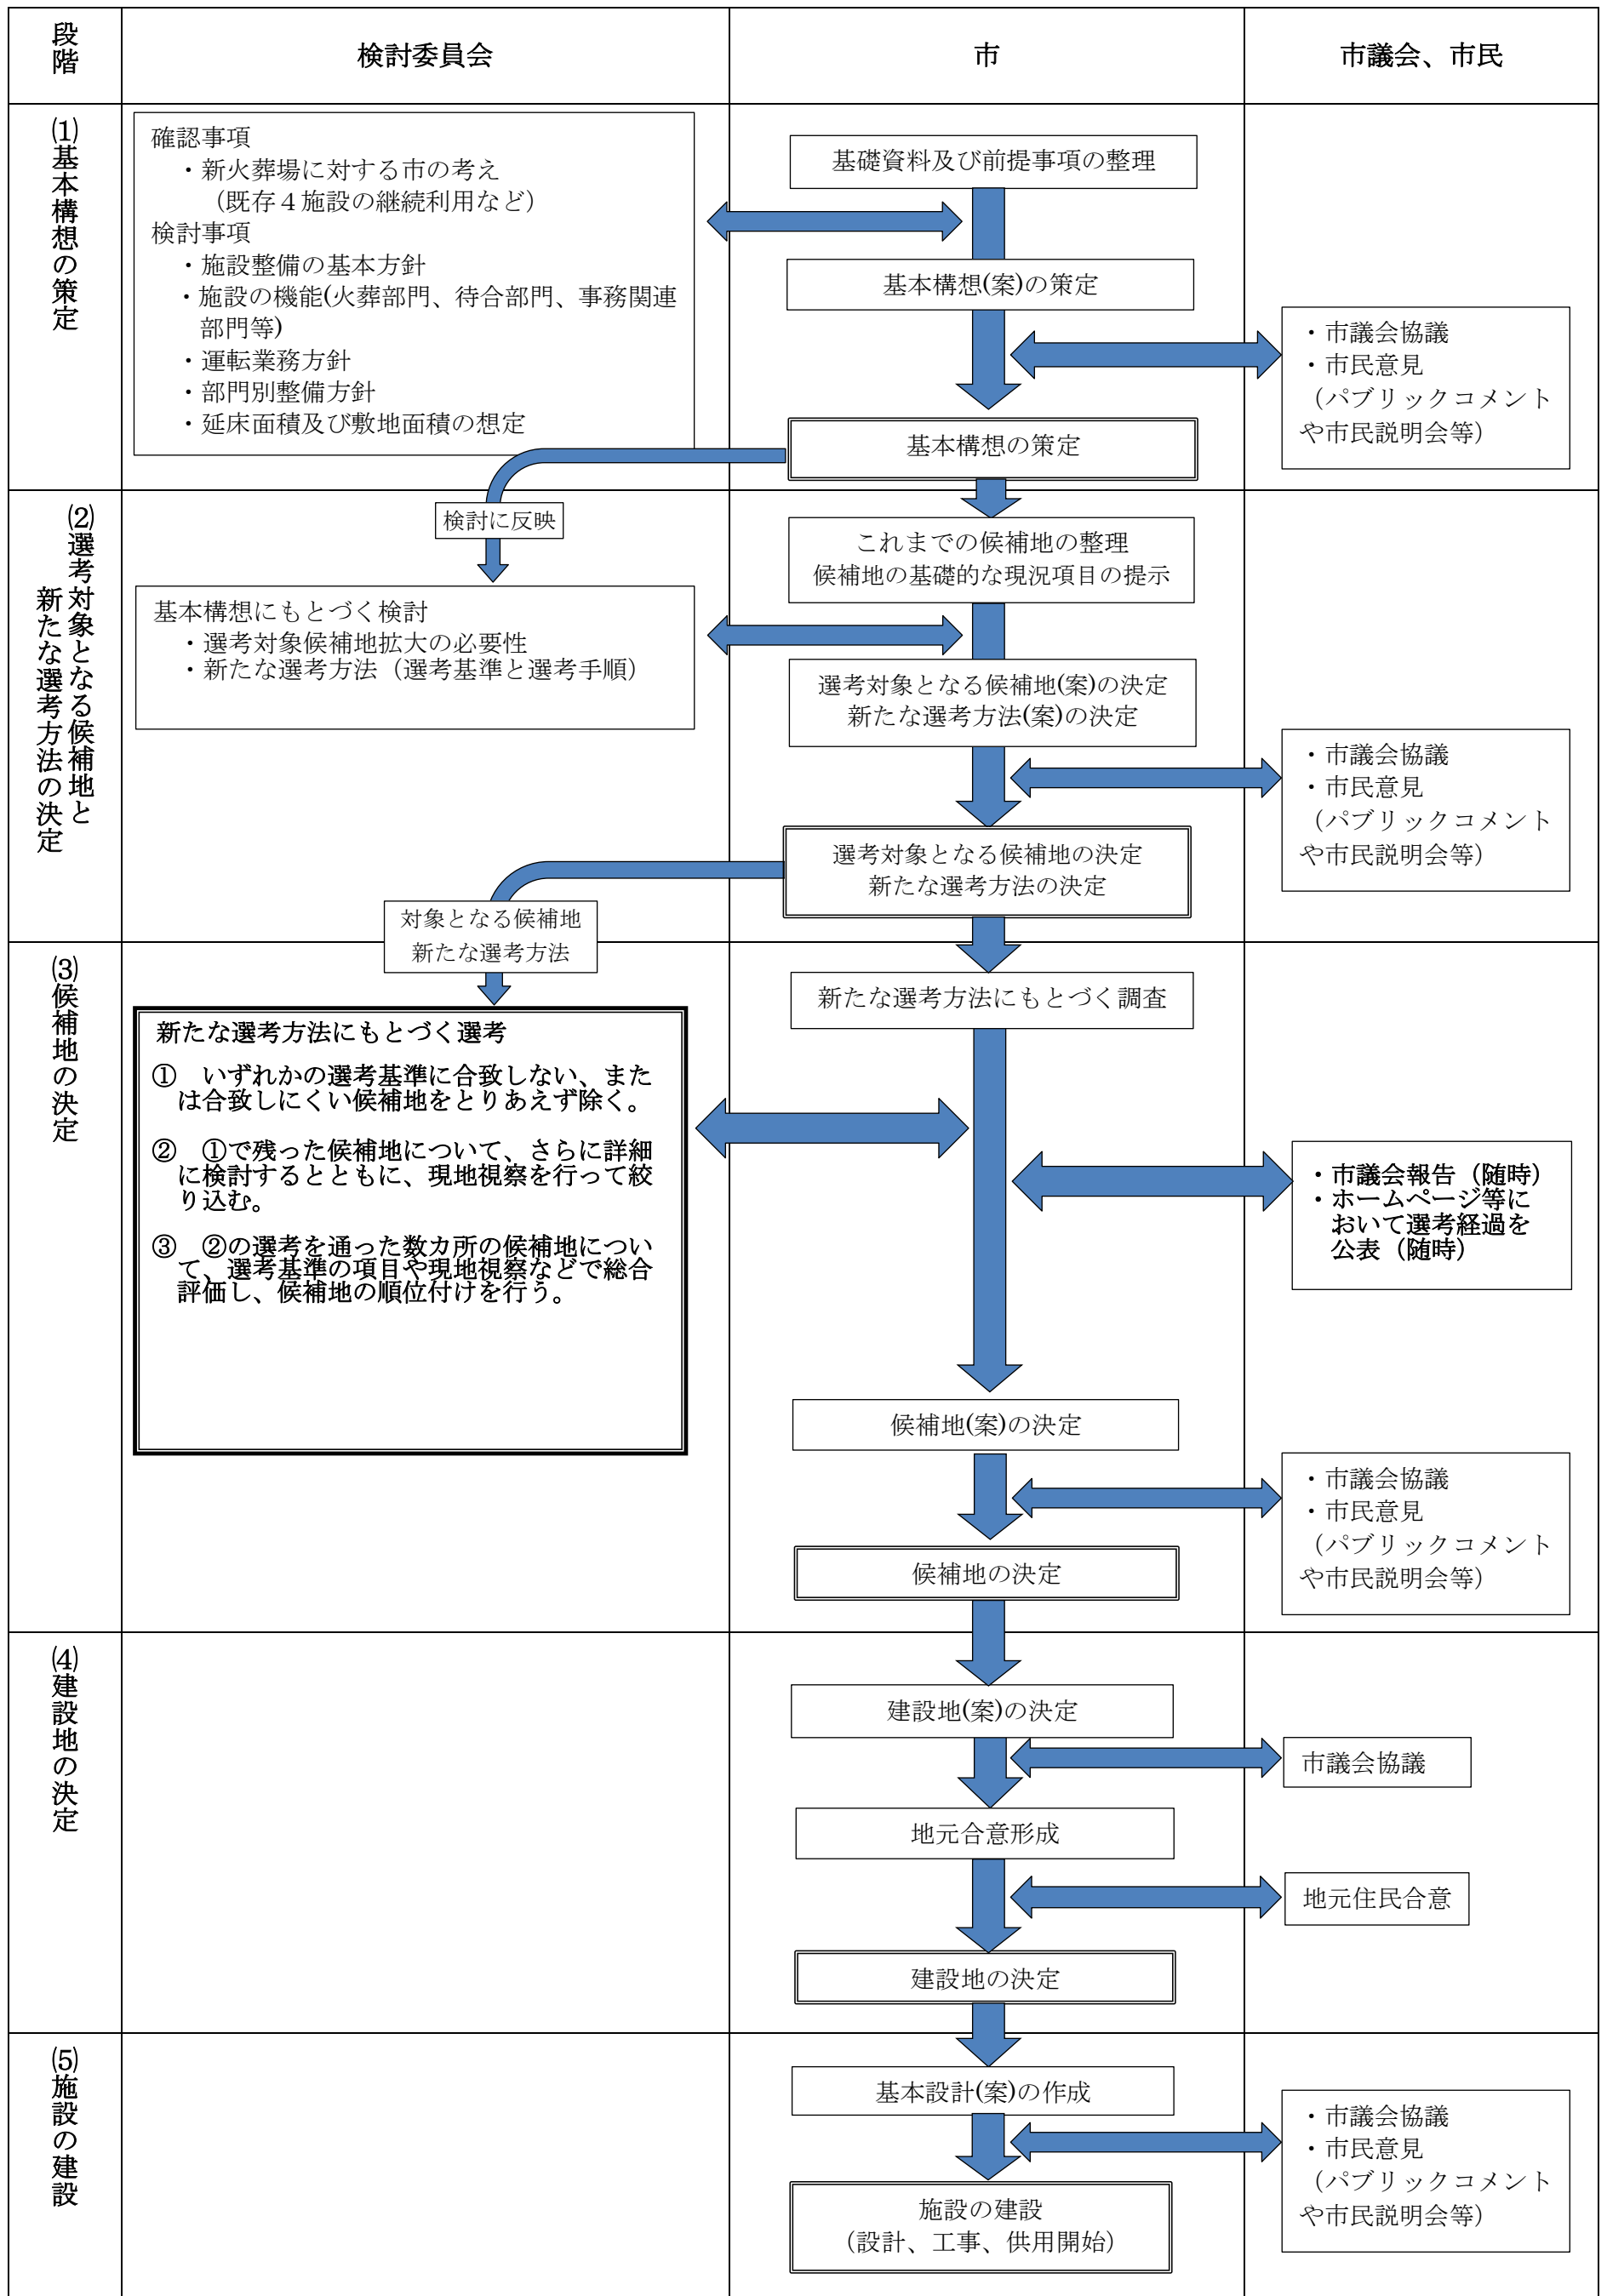 段階
検討委員会
市
市議会、市民
⑴基本構想の策定
確認事項
・新火葬場に対する市の考え
（既存４施設の継続利用など）
検討事項
・施設整備の基本方針
・施設の機能(火葬部門、待合部門、事務関連
部門等)
・運転業務方針
・部門別整備方針
・延床面積及び敷地面積の想定
基礎資料及び前提事項の整理
基本構想(案)の策定
・市議会協議
・市民意見
（パブリックコメント
や市民説明会等）
基本構想の策定
⑵選考対象となる候補地と
新たな選考方法の決定
検討に反映
これまでの候補地の整理
候補地の基礎的な現況項目の提示
基本構想にもとづく検討
・選考対象候補地拡大の必要性
・新たな選考方法（選考基準と選考手順）
選考対象となる候補地(案)の決定
新たな選考方法(案)の決定
・市議会協議
・市民意見
（パブリックコメント
や市民説明会等）
選考対象となる候補地の決定
新たな選考方法の決定
対象となる候補地
新たな選考方法
⑶候補地の決定
新たな選考方法にもとづく調査
新たな選考方法にもとづく選考
①　いずれかの選考基準に合致しない、また
は合致しにくい候補地をとりあえず除く。
②　①で残った候補地について、さらに詳細
に検討するとともに、現地視察を行って絞
り込む。
③　②の選考を通った数カ所の候補地につい
て、選考基準の項目や現地視察などで総合
評価し、候補地の順位付けを行う。
・市議会報告（随時）
・ホームページ等に
おいて選考経過を
公表（随時）
候補地(案)の決定
・市議会協議
・市民意見
（パブリックコメント
や市民説明会等）
候補地の決定
⑷建設地の決定
建設地(案)の決定
市議会協議
地元合意形成
地元住民合意
建設地の決定
⑸施設の建設
基本設計(案)の作成
・市議会協議
・市民意見
（パブリックコメント
や市民説明会等）
施設の建設
（設計、工事、供用開始）